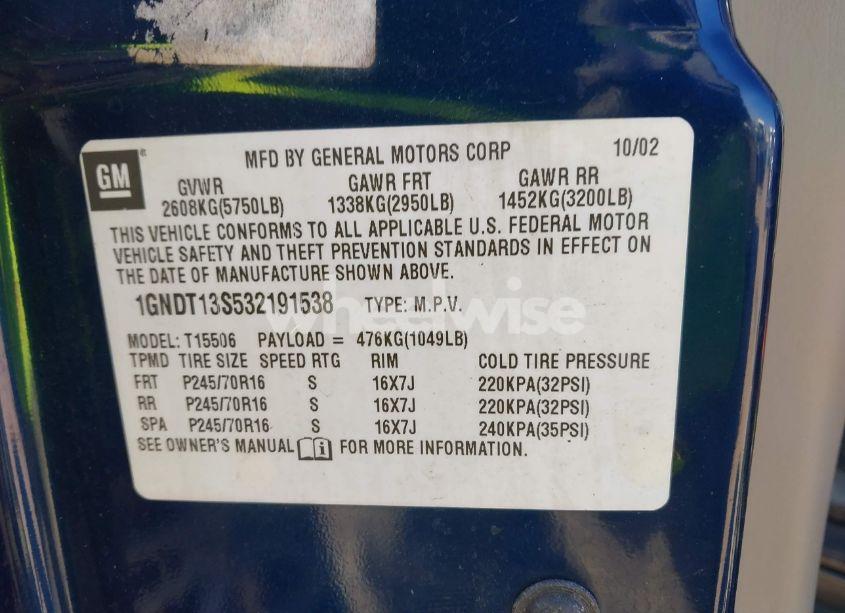 GM ®
MFD BY GENERAL MOTORS CORP 10/02
GVWR GAWR FRT GAWR RR
2608KG(5750LB) 1338KG(2950LB) 1452KG(3200LB)
THIS VEHICLE CONFORMS TO ALL APPLICABLE U.S. FEDERAL MOTOR
VEHICLE SAFETY AND THEFT PREVENTION STANDARDS IN EFFECT ON
THE DATE OF MANUFACTURE SHOWN ABOVE.
1GNDT13S532191538 TYPE: M.P.V.
wheelwise
MODEL: T15506 PAYLOAD = 476KG(1049LB)
TPMD TIRE SIZE SPEED RTG RIM COLD TIRE PRESSURE
FRT P245/70R16 S 16X7J 220KPA(32PSI)
RR P245/70R16 S 16X7J 220KPA(32PSI)
SPA P245/70R16 S 16X7J 240KPA(35PSI)
SEE OWNER'S MANUAL i FOR MORE INFORMATION.